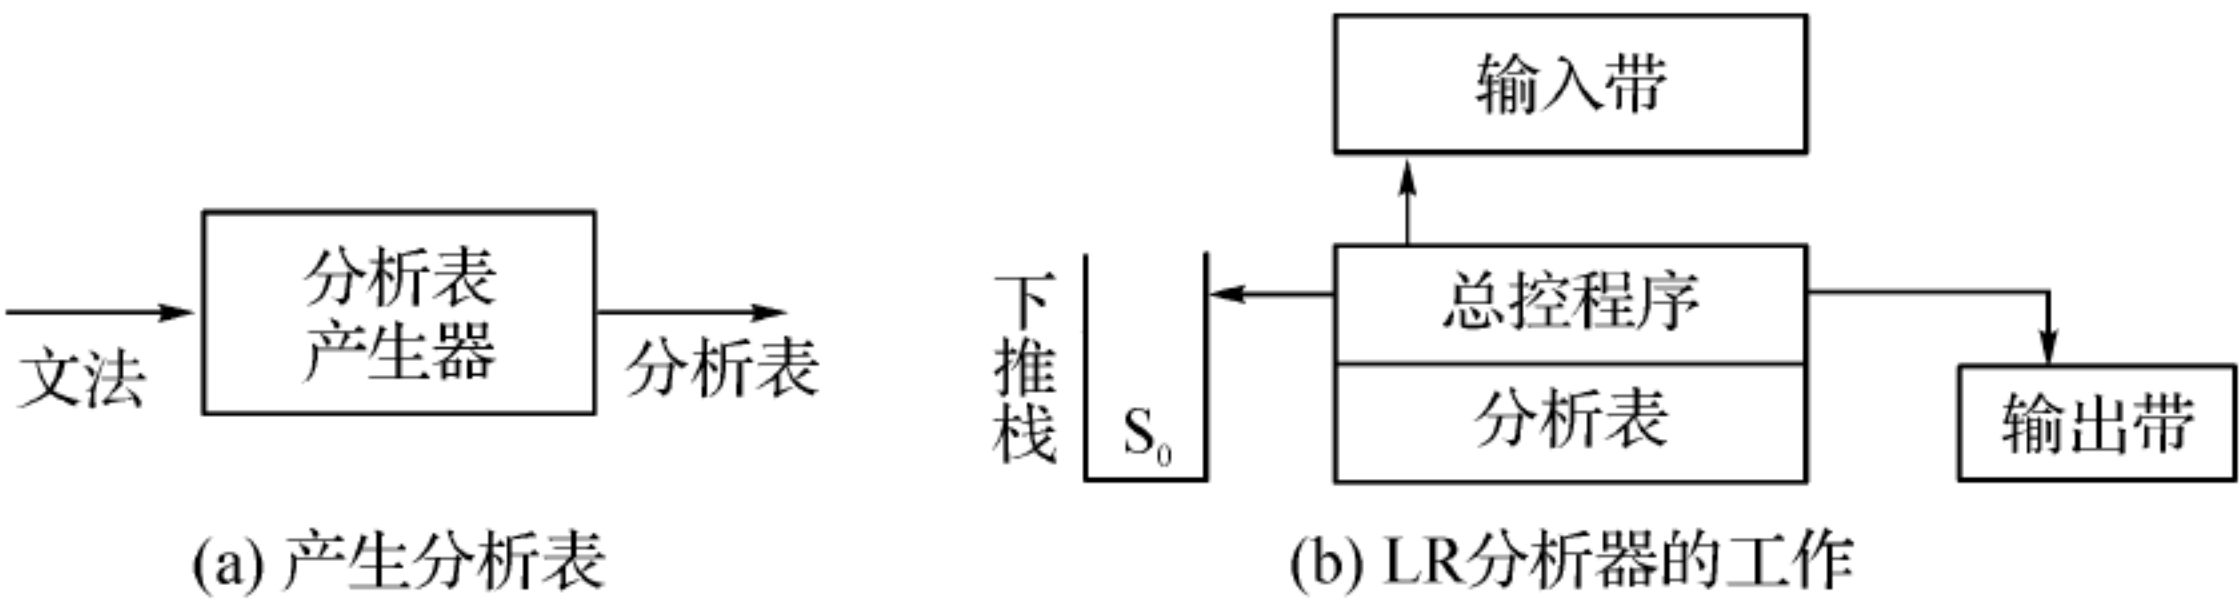 文法
分析表
产生器
分析表
(a) 产生分析表
输入带
下推栈
S₀
总控程序
分析表
输出带
(b) LR分析器的工作